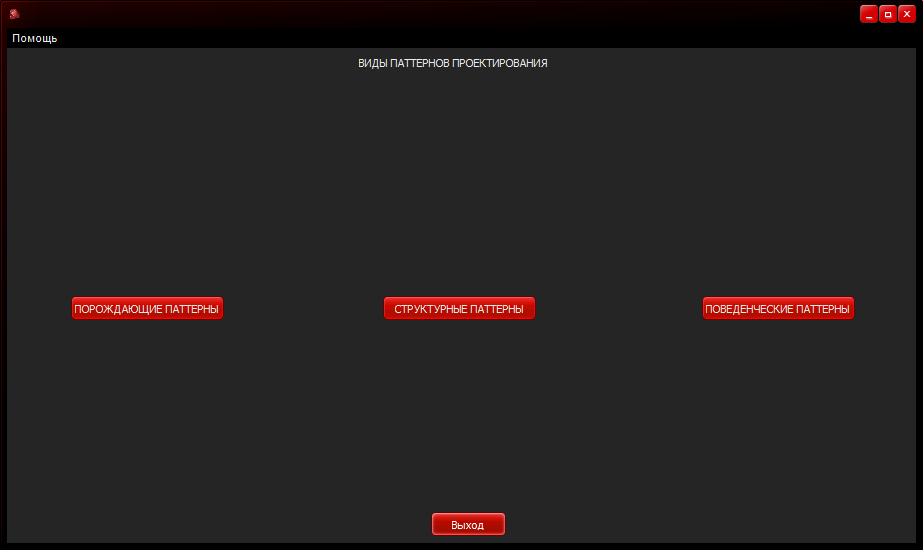 Помощь
ВИДЫ ПАТТЕРНОВ ПРОЕКТИРОВАНИЯ
ПОРОЖДАЮЩИЕ ПАТТЕРНЫ
СТРУКТУРНЫЕ ПАТТЕРНЫ
ПОВЕДЕНЧЕСКИЕ ПАТТЕРНЫ
Выход